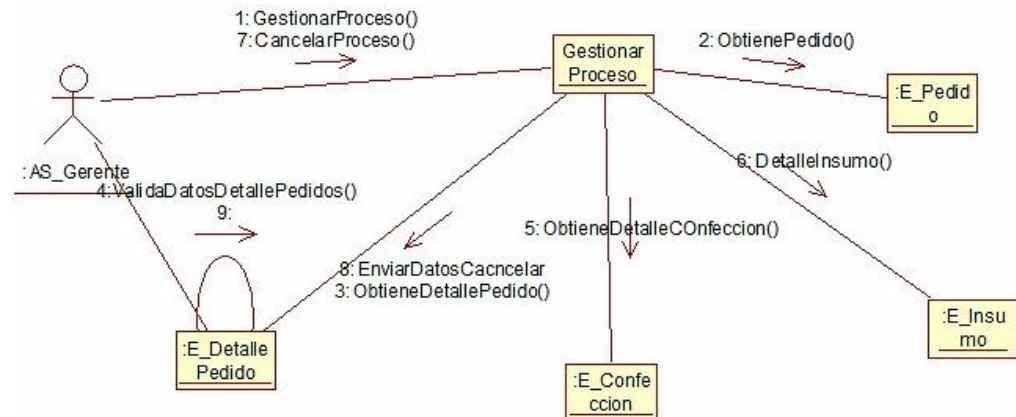 1: GestionarProceso()
7: CancelarProceso()
Gestionar
Proceso
2: ObtienePedido()
:E_Pedid
o
: AS_Gerente
4: ValidaDatosDetallePedidos()
9:
6: DetalleInsumo()
5: ObtieneDetalleCOnfeccion()
8: EnviarDatosCacncelar
3: ObtieneDetallePedido()
:E_Detalle
Pedido
:E_Confe
ccion
:E_Insu
mo